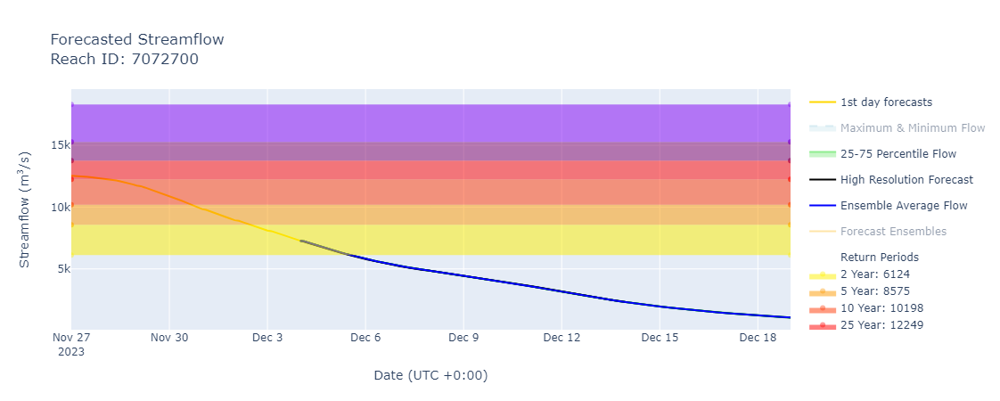 Forecasted Streamflow
Reach ID: 7072700
Streamflow (m³/s)
15k
10k
5k
Nov 27
2023
Nov 30
Dec 3
Dec 6
Dec 9
Dec 12
Dec 15
Dec 18
Date (UTC +0:00)
1st day forecasts
Maximum & Minimum Flow
25-75 Percentile Flow
High Resolution Forecast
Ensemble Average Flow
Forecast Ensembles
Return Periods
2 Year: 6124
5 Year: 8575
10 Year: 10198
25 Year: 12249